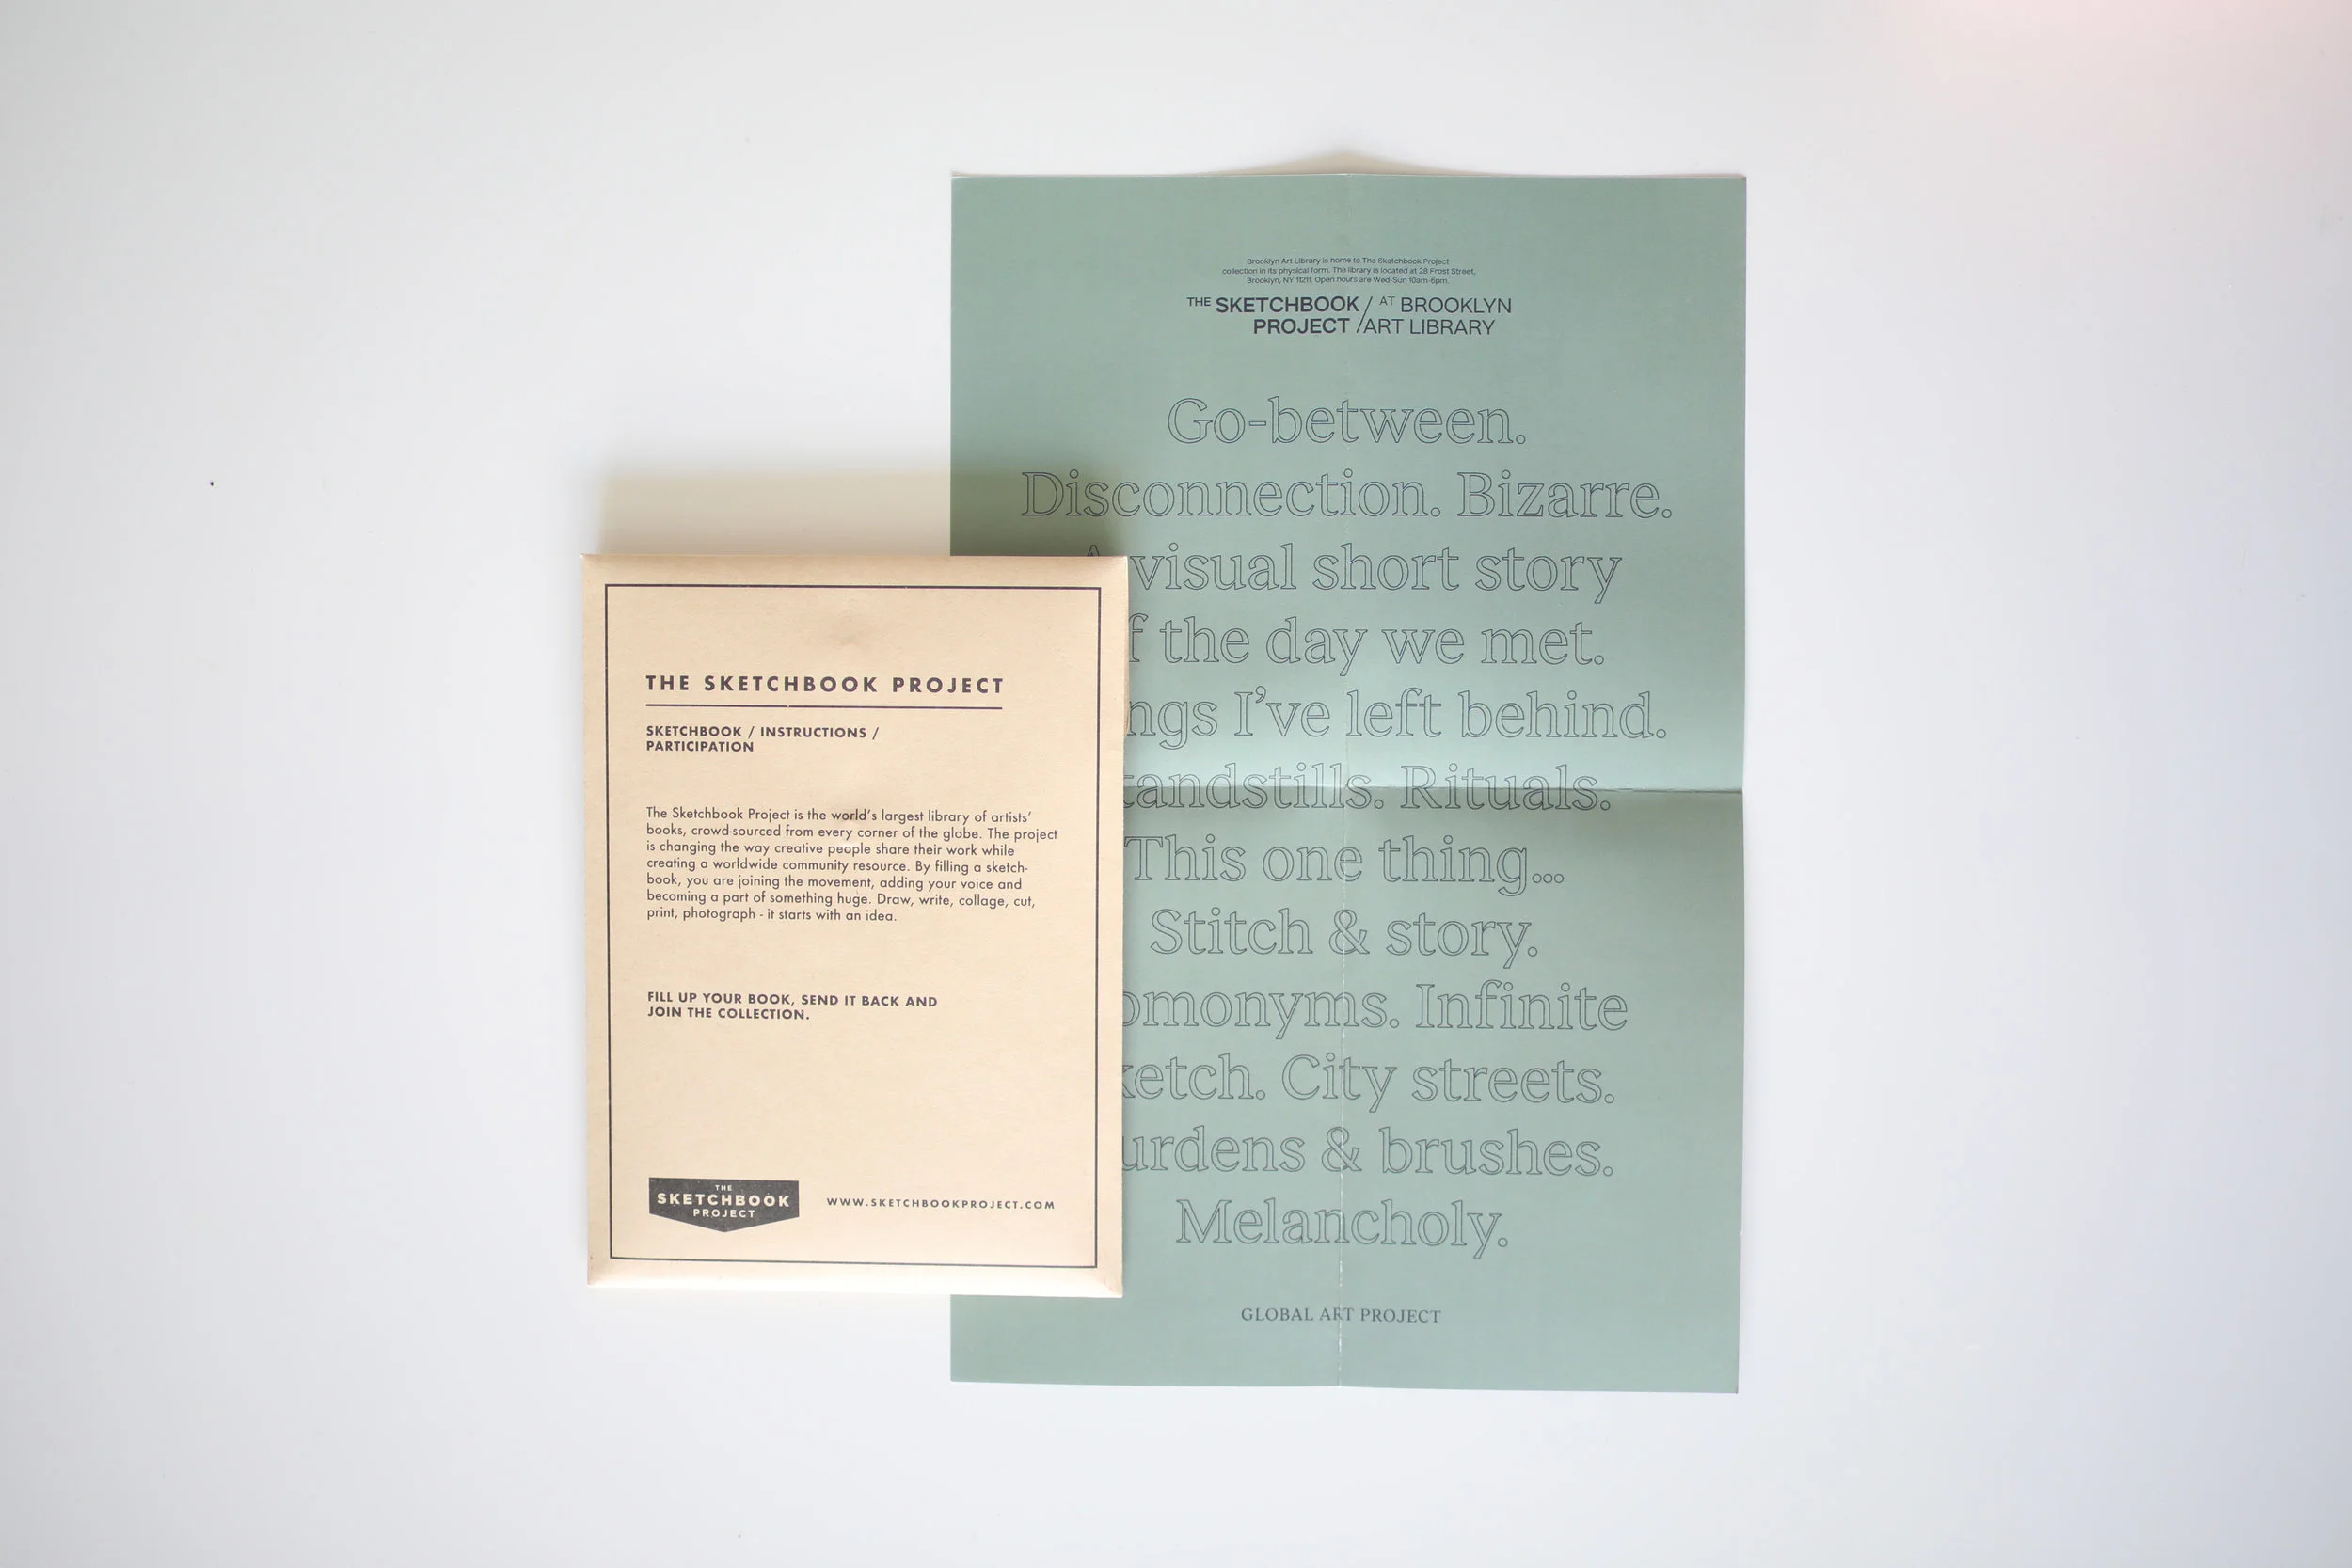 Brooklyn Art Library is home to The Sketchbook Project
collection in its physical form. The library is located at 28 Frost Street,
Brooklyn, NY 11211. Open hours are Wed-Sun 10am-6pm.
THE SKETCHBOOK / AT BROOKLYN
PROJECT / ART LIBRARY
Go-between.
Disconnection. Bizarre.
A visual short story
f the day we met.
ngs I've left behind.
tandstills. Rituals.
This one thing...
Stitch & story.
omonyms. Infinite
ketch. City streets.
urdens & brushes.
Melancholy.
GLOBAL ART PROJECT
THE SKETCHBOOK PROJECT
SKETCHBOOK / INSTRUCTIONS /
PARTICIPATION
The Sketchbook Project is the world's largest library of artists'
books, crowd-sourced from every corner of the globe. The project
is changing the way creative people share their work while
creating a worldwide community resource. By filling a sketch-
book, you are joining the movement, adding your voice and
becoming a part of something huge. Draw, write, collage, cut,
print, photograph - it starts with an idea.
FILL UP YOUR BOOK, SEND IT BACK AND
JOIN THE COLLECTION.
THE
SKETCHBOOK
PROJECT
WWW.SKETCHBOOKPROJECT.COM